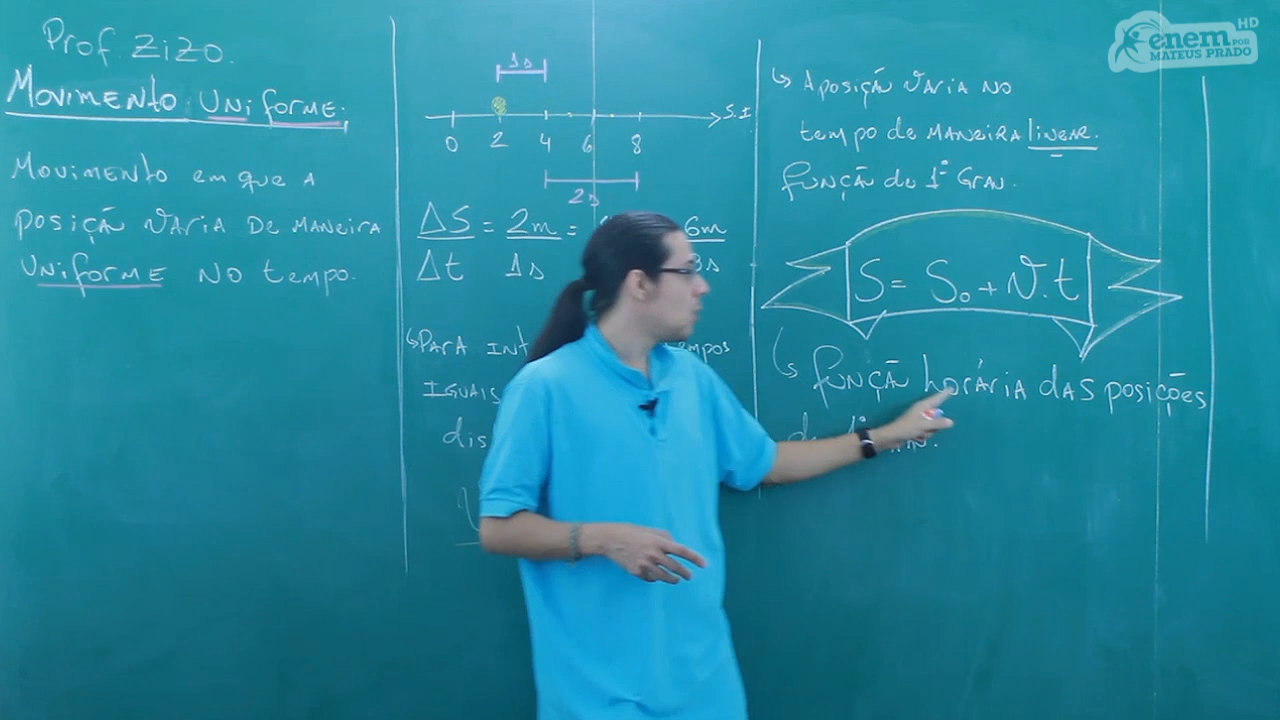 Prof. Zizo.
Movimento Uniforme.
Movimento em que a
posição varia de maneira
uniforme no tempo.
1s
0 2 4 6 8 S.I
2s
ΔS = 2m = 6m
Δt 1s 3s
↳ Para tempos
iguais
↳ A posição varia no
tempo de maneira linear.
função do 1º Grau.
S = S₀ + v.t
↳ função horária das posições
enem HD
POR
MATEUS PRADO